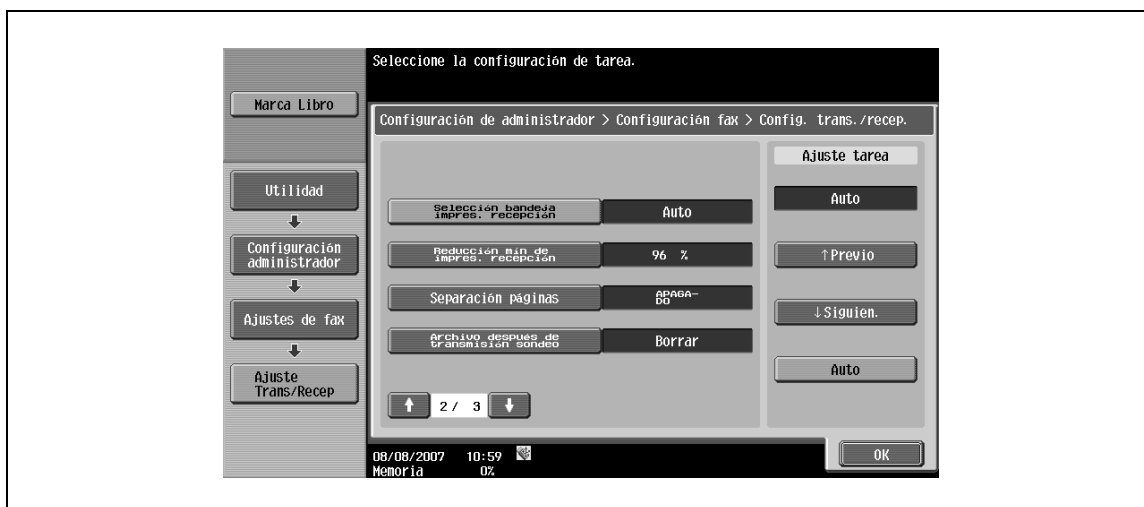 Seleccione la configuración de tarea.
Marca Libro
Configuración de administrador > Configuración fax > Config. trans./recep.
Ajuste tarea
Utilidad
Selección bandeja
impres. recepción
Auto
Auto
Configuración
administrador
Reducción min de
impres. recepción
96 %
↑Previo
Ajustes de fax
Separación páginas
APAGA-
DO
↓Siguien.
Archivo después de
transmisión sondeo
Borrar
Ajuste
Trans/Recep
Auto
2/ 3
08/08/2007 10:59
Memoria 0%
OK